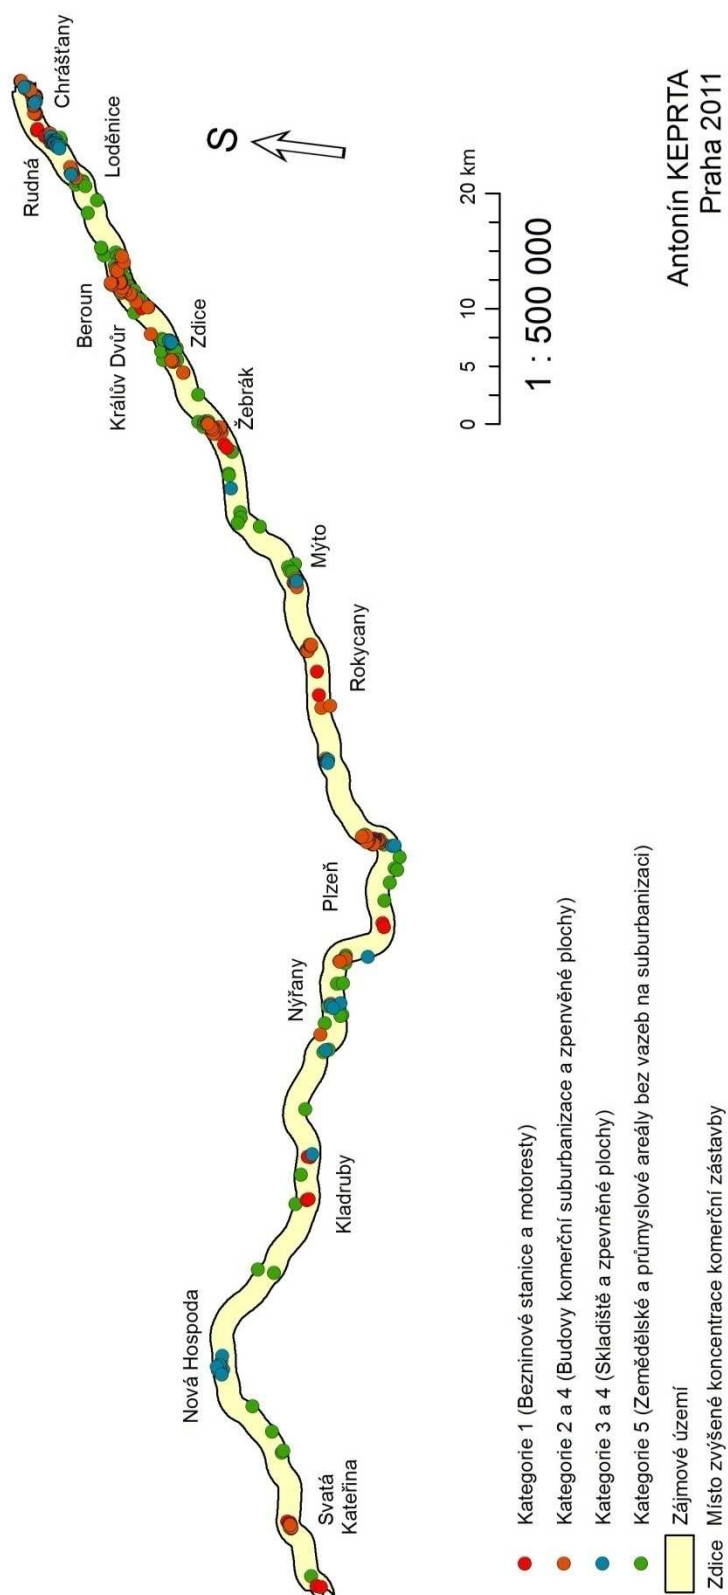 Chrášťany
Rudná
Loděnice
Beroun
Králův Dvůr
Zdice
Žebrák
Mýto
Rokycany
Plzeň
Nýřany
Kladruby
Nová Hospoda
Svatá
Kateřina
S
0 5 10 20 km
1 : 500 000
Kategorie 1 (Bezninové stanice a motoresty)
Kategorie 2 a 4 (Budovy komerční suburbanizace a zpenvěné plochy)
Kategorie 3 a 4 (Skladiště a zpevněné plochy)
Kategorie 5 (Zemědělské a průmyslové areály bez vazeb na suburbanizaci)
Zájmové území
Zdice Místo zvýšené koncentrace komerční zástavby
Antonín KEPRTA
Praha 2011